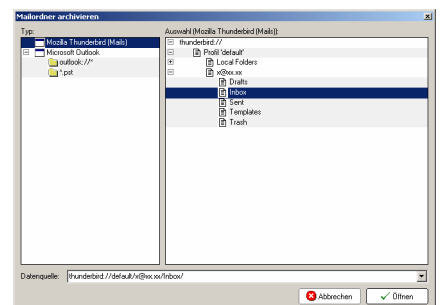 Mailordner archivieren
Typ:
Mozilla Thunderbird (Mails)
Microsoft Outlook
outlook://*
*.pst
Auswahl (Mozilla Thunderbird (Mails)):
thunderbird://
Profil 'default'
Local Folders
x@xx.xx
Drafts
Inbox
Sent
Templates
Trash
Datenquelle: thunderbird://default/x@xx.xx/Inbox/
Abbrechen Öffnen